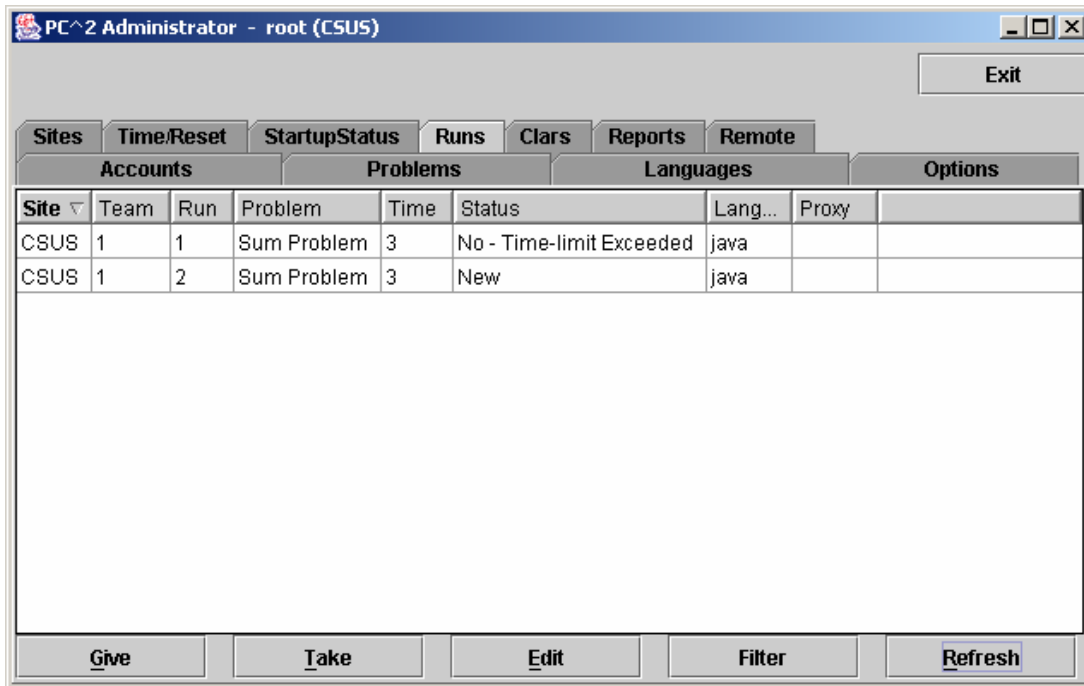 PC^2 Administrator - root (CSUS)
Exit
Sites Time/Reset StartupStatus Runs Clars Reports Remote
Accounts Problems Languages Options
Site Team Run Problem Time Status Lang... Proxy
CSUS 1 1 Sum Problem 3 No - Time-limit Exceeded java
CSUS 1 2 Sum Problem 3 New java
Give Take Edit Filter Refresh